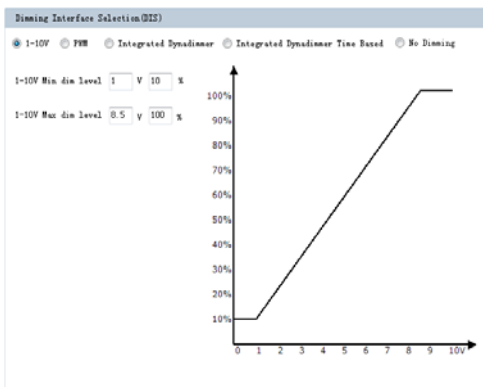 Dimming Interface Selection(DIS)
1-10V PWM Integrated Dynadimmer Integrated Dynadimmer Time Based No Dimming
1-10V Min dim level 1 V 10 %
1-10V Max dim level 8.5 V 100 %
100%
90%
80%
70%
60%
50%
40%
30%
20%
10%
0 1 2 3 4 5 6 7 8 9 10V